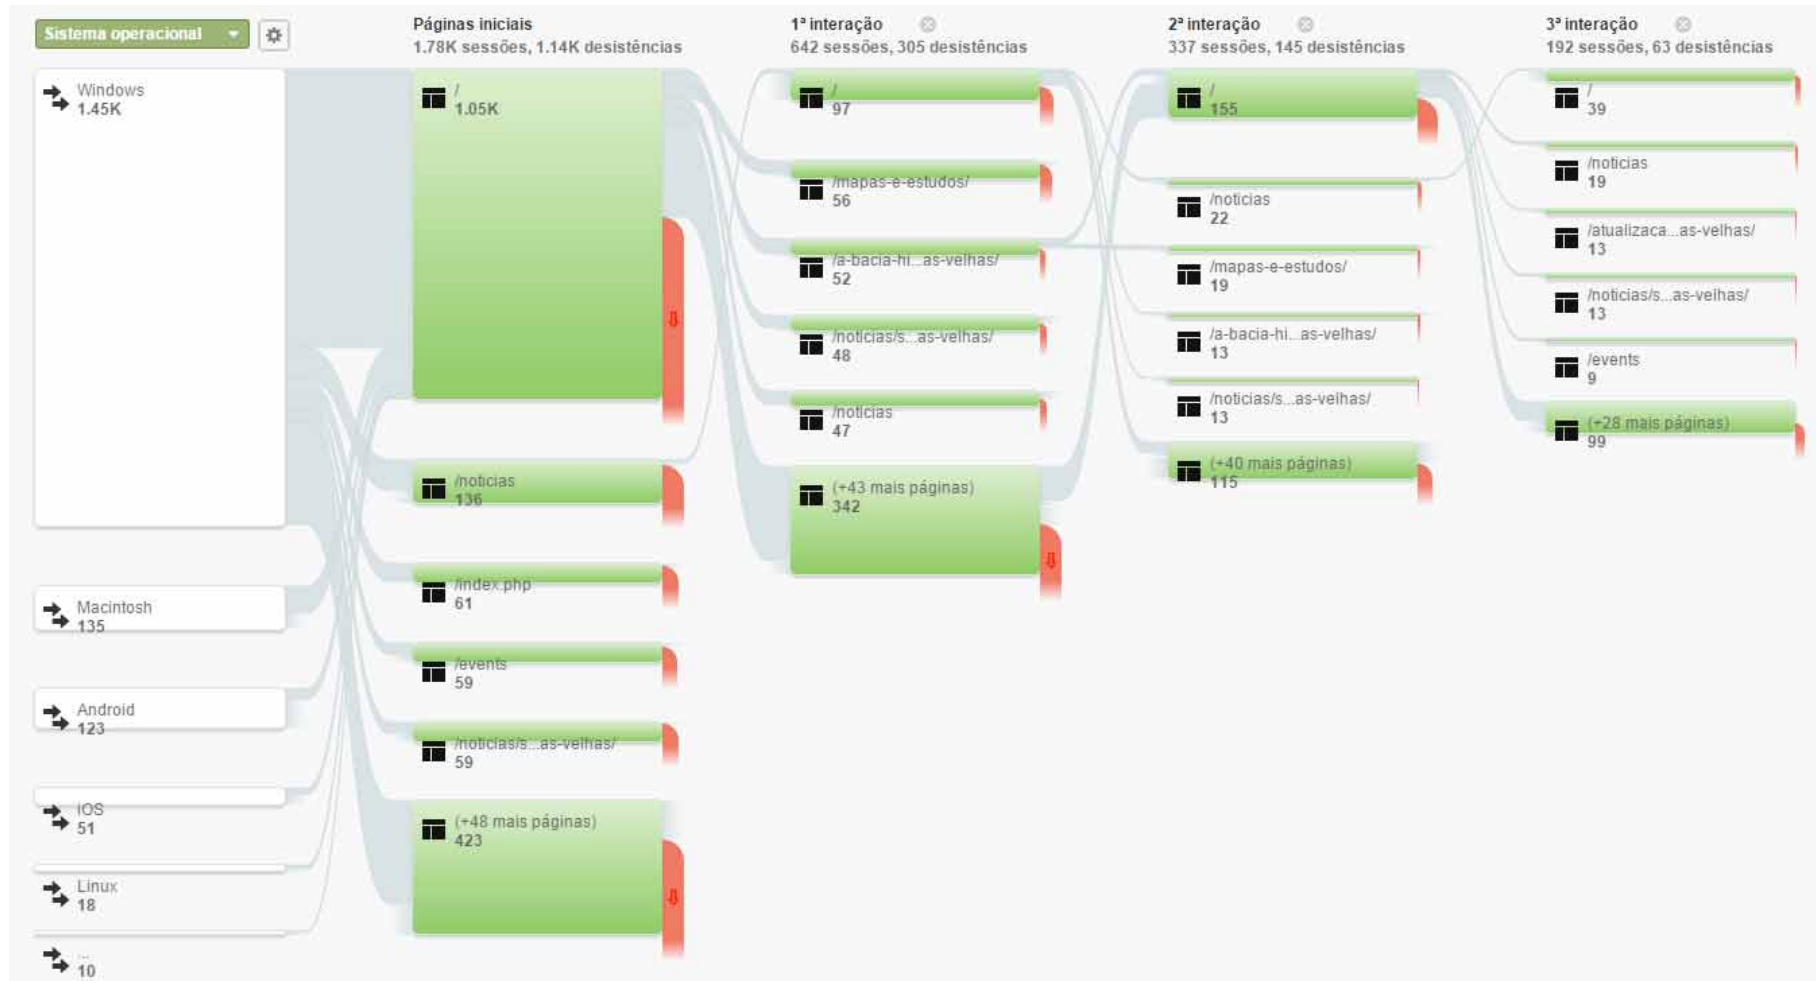 Sistema operacional
Windows
1.45K
Macintosh
135
Android
123
iOS
51
Linux
18
...
10
Páginas iniciais
1.78K sessões, 1.14K desistências
/
1.05K
/noticias
136
/index.php
61
/events
59
/noticias/s...as-velhas/
59
(+48 mais páginas)
423
1ª interação
642 sessões, 305 desistências
/
97
/mapas-e-estudos/
56
/a-bacia-hi...as-velhas/
52
/noticias/s...as-velhas/
48
/noticias
47
(+43 mais páginas)
342
2ª interação
337 sessões, 145 desistências
/
155
/noticias
22
/mapas-e-estudos/
19
/a-bacia-hi...as-velhas/
13
/noticias/s...as-velhas/
13
(+40 mais páginas)
115
3ª interação
192 sessões, 63 desistências
/
39
/noticias
19
/atualizaca...as-velhas/
13
/noticias/s...as-velhas/
13
/events
9
(+28 mais páginas)
99